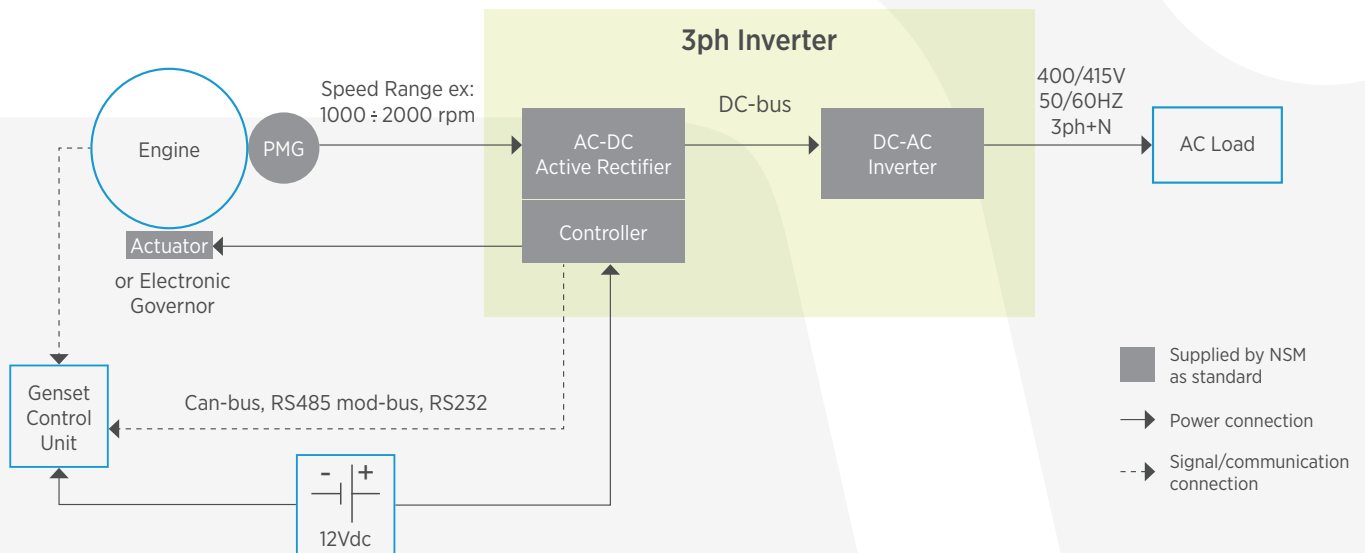 3ph Inverter
Engine
PMG
Speed Range ex:
1000 ÷ 2000 rpm
AC-DC
Active Rectifier
Controller
DC-bus
DC-AC
Inverter
400/415V
50/60HZ
3ph+N
AC Load
Actuator
or Electronic
Governor
Genset
Control
Unit
Can-bus, RS485 mod-bus, RS232
- +
12Vdc
Supplied by NSM
as standard
Power connection
Signal/communication
connection